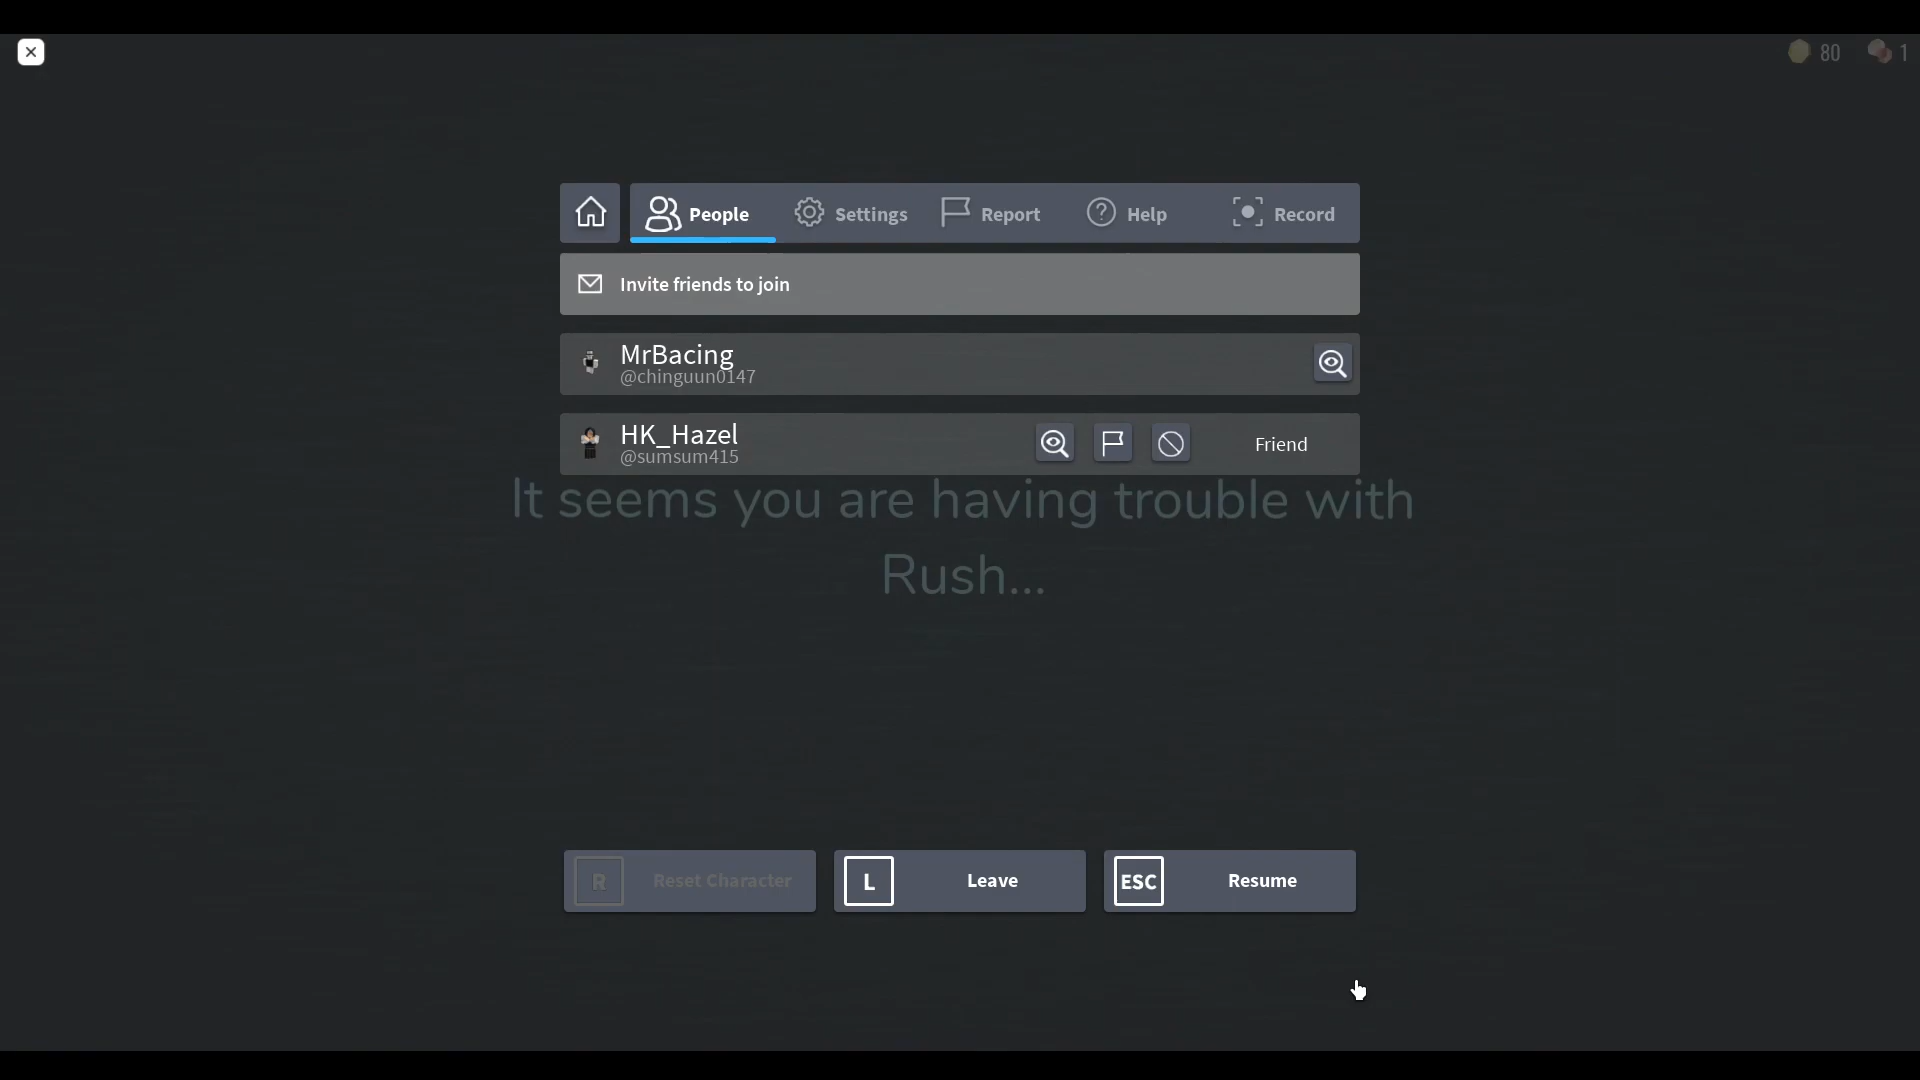 80
1
People
Settings
Report
Help
Record
Invite friends to join
MrBacing
@chinguun0147
HK_Hazel
@sumsum415
Friend
It seems you are having trouble with
Rush...
R
Reset Character
L
Leave
ESC
Resume